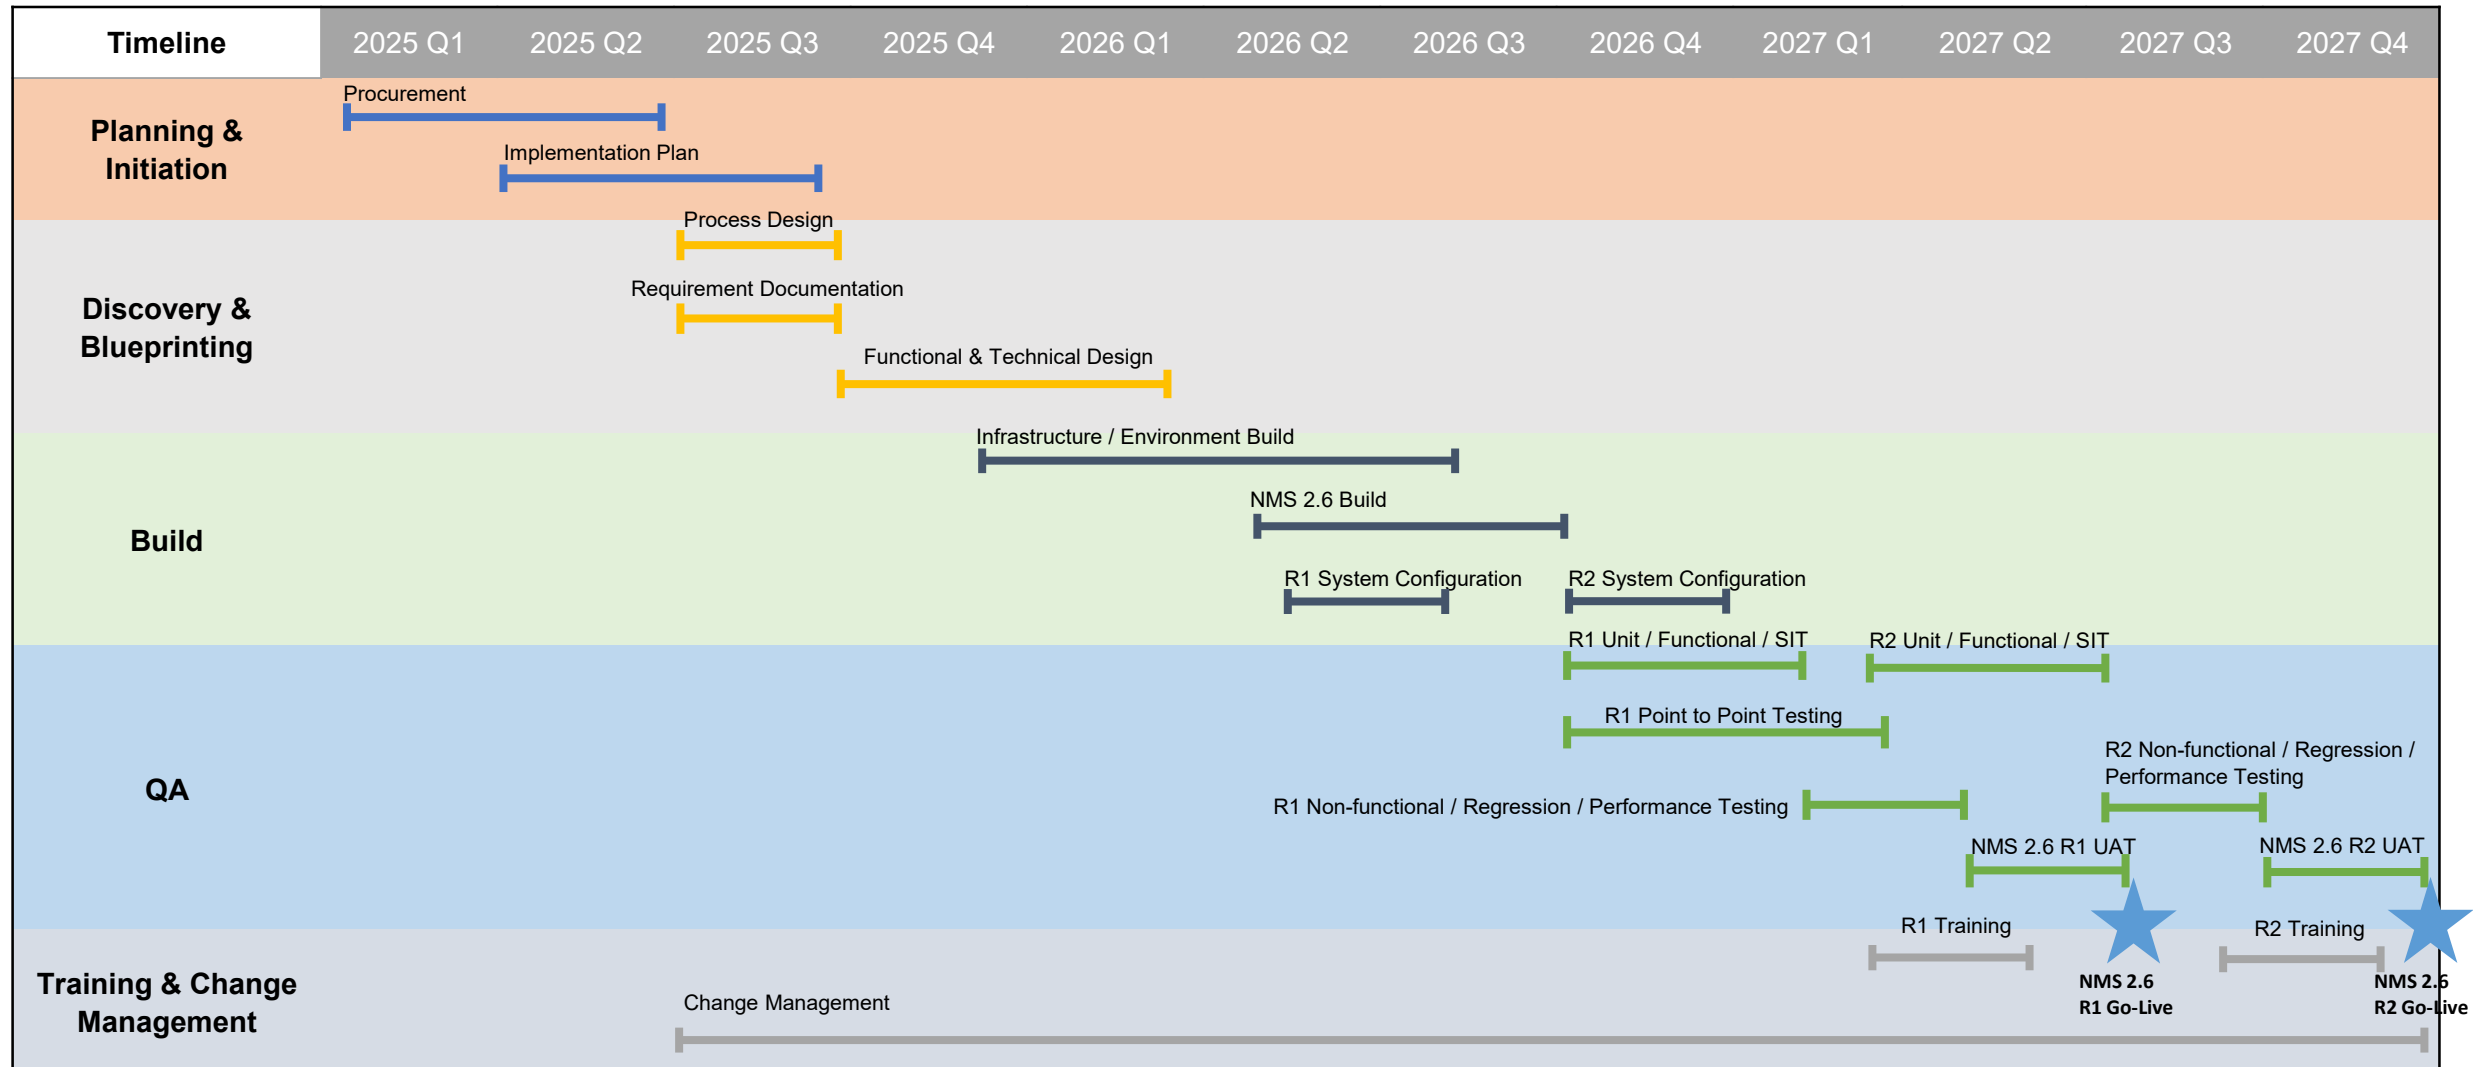 Timeline
2025 Q1
2025 Q2
2025 Q3
2025 Q4
2026 Q1
2026 Q2
2026 Q3
2026 Q4
2027 Q1
2027 Q2
2027 Q3
2027 Q4
Planning &
Initiation
Procurement
Implementation Plan
Discovery &
Blueprinting
Process Design
Requirement Documentation
Functional & Technical Design
Build
Infrastructure / Environment Build
NMS 2.6 Build
R1 System Configuration
R2 System Configuration
QA
R1 Unit / Functional / SIT
R2 Unit / Functional / SIT
R1 Point to Point Testing
R2 Non-functional / Regression /
Performance Testing
R1 Non-functional / Regression / Performance Testing
NMS 2.6 R1 UAT
NMS 2.6 R2 UAT
Training & Change
Management
R1 Training
R2 Training
NMS 2.6
R1 Go-Live
NMS 2.6
R2 Go-Live
Change Management